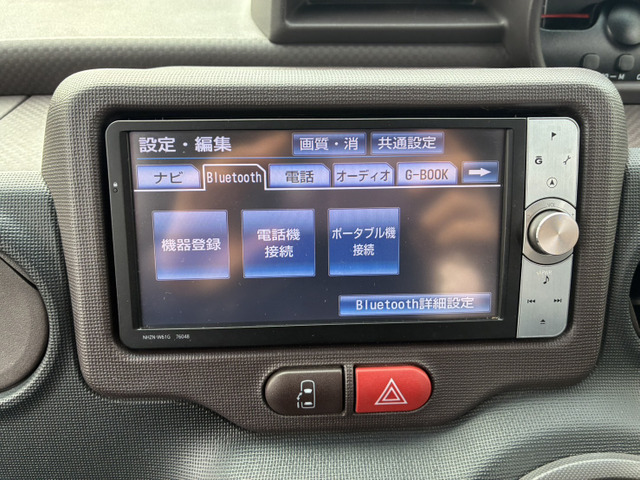 設定・編集 画質・消 共通設定
ナビ Bluetooth 電話 オーディオ G-BOOK
機器登録
電話機
接続
ポータブル機
接続
Bluetooth詳細設定
NHZN-W61G 76048